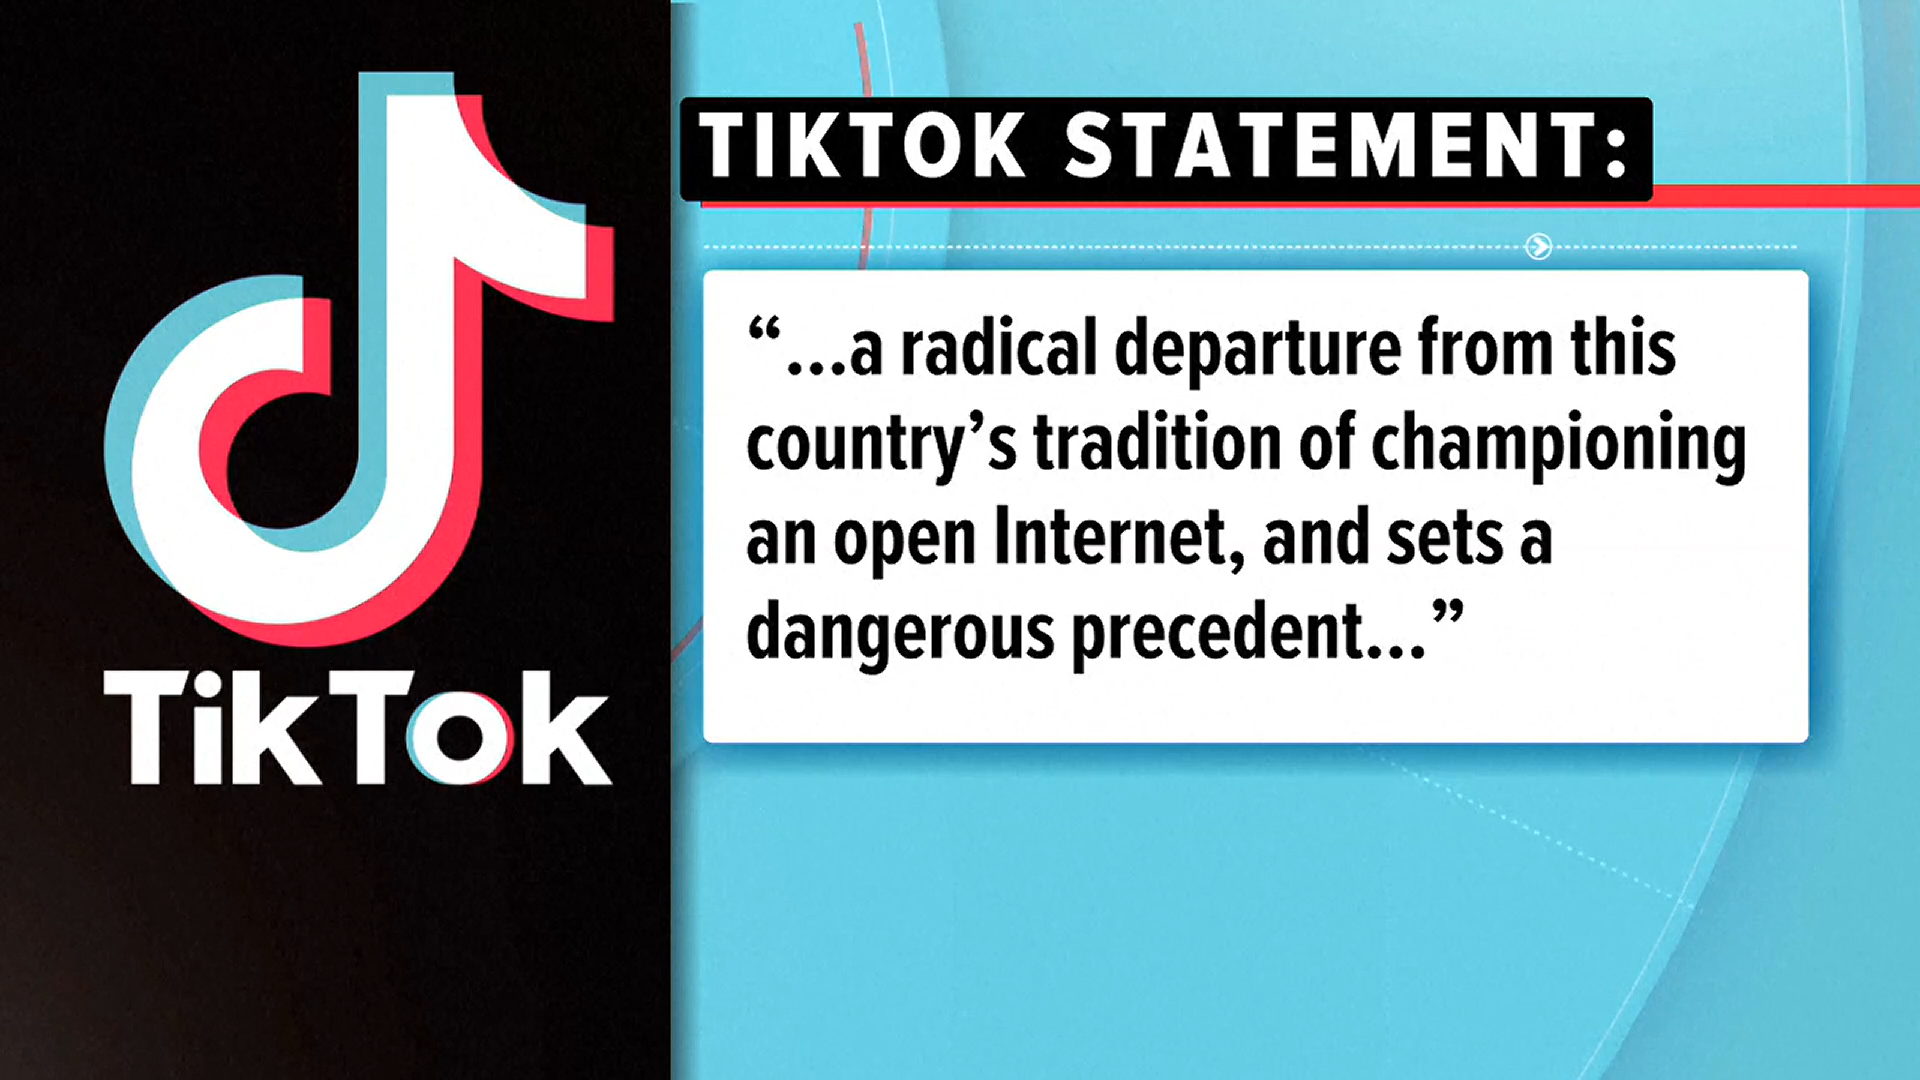 TikTok
TIKTOK STATEMENT:
“...a radical departure from this
country’s tradition of championing
an open Internet, and sets a
dangerous precedent...”